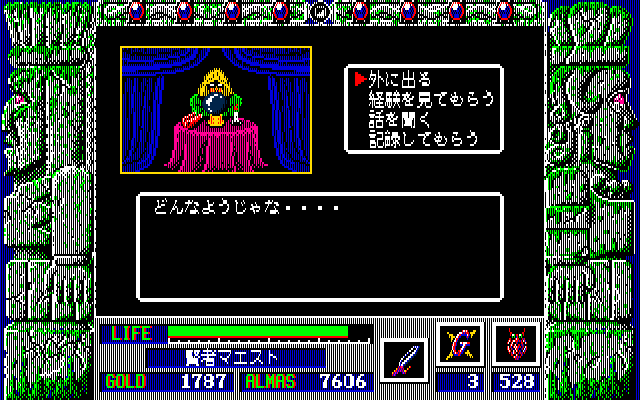 ▶外に出る
経験を見てもらう
話を聞く
記録してもらう
どんなようじゃな・・・・
LIFE
賢者マエスト
GOLD 1787 ALMAS 7606
G
3 528